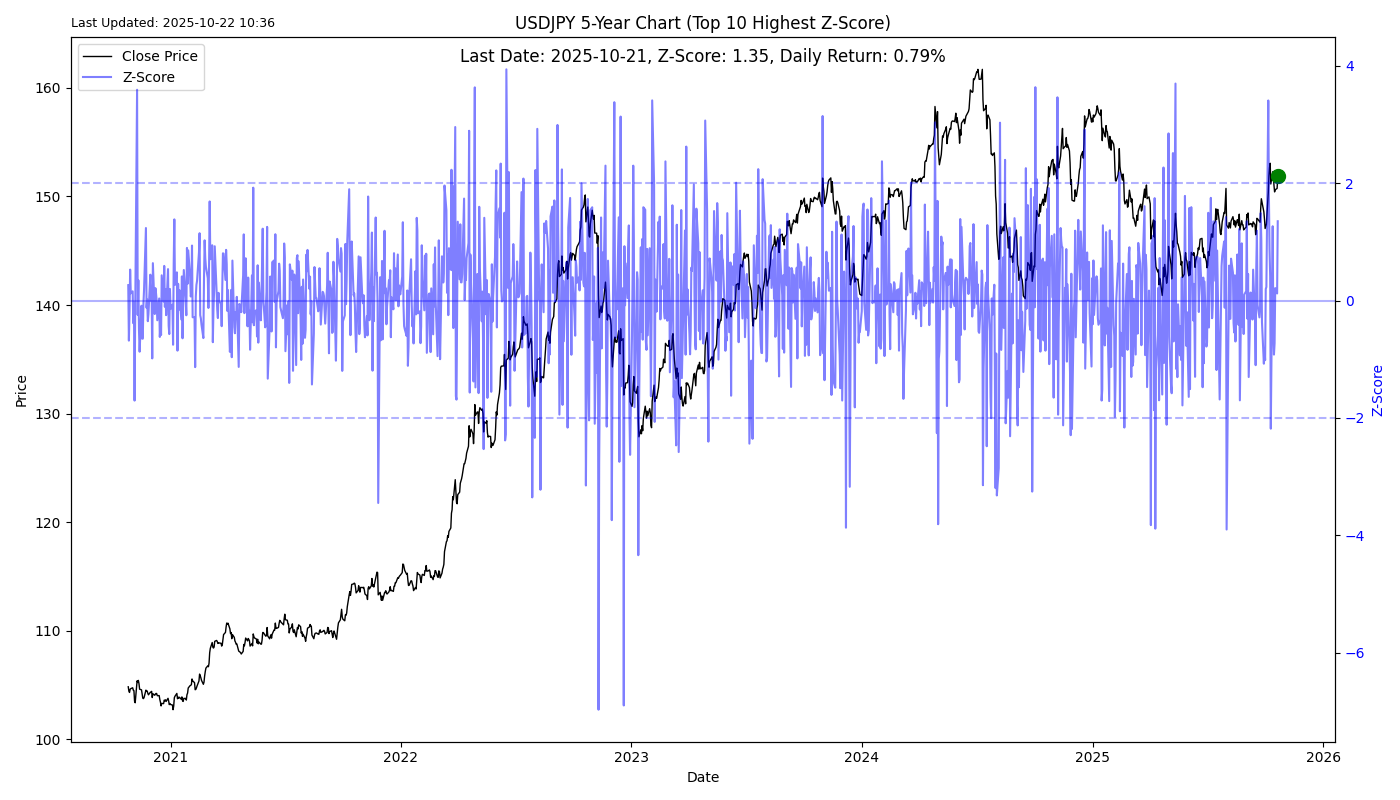 Last Updated: 2025-10-22 10:36
USDJPY 5-Year Chart (Top 10 Highest Z-Score)
Last Date: 2025-10-21, Z-Score: 1.35, Daily Return: 0.79%
Close Price
Z-Score
160
150
140
130
120
110
100
Price
4
2
0
−2
−4
−6
Z-Score
2021
2022
2023
2024
2025
2026
Date